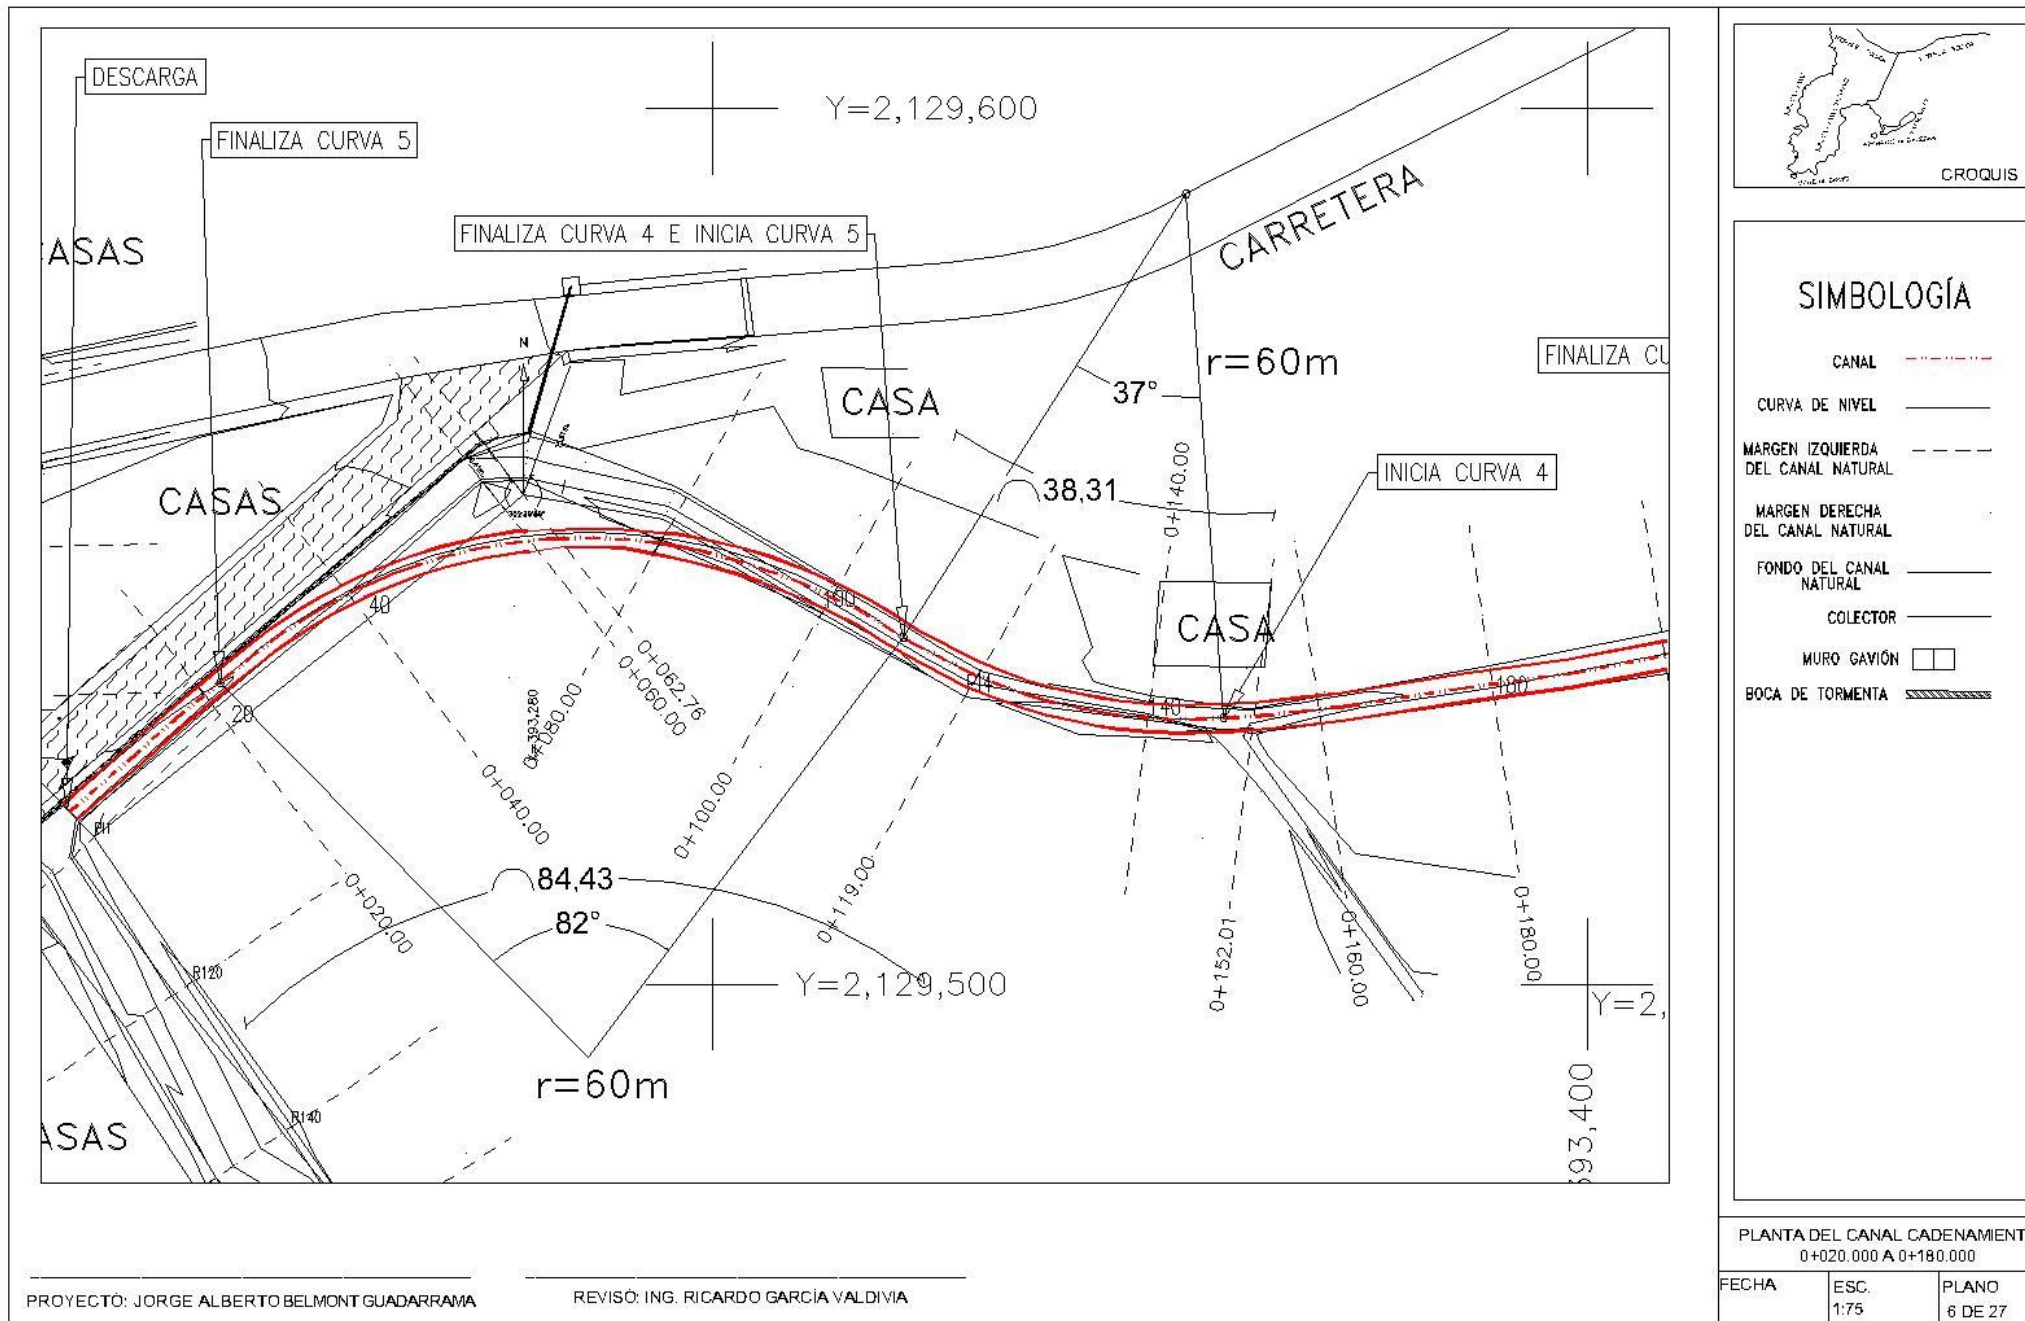 DESCARGA
FINALIZA CURVA 5
FINALIZA CURVA 4 E INICIA CURVA 5
Y=2,129,600
CARRETERA
ASAS
N
r=60m
FINALIZA CU
37°
CASA
CASAS
38,31
0+140.00
INICIA CURVA 4
CASA
40
100
20
PI4
40
180
0+062.76
0+060.00
0+080.00
X=393,280
0+040.00
0+100.00
0+119.00
0+020.00
PI1
84,43
82°
0+152.01
0+160.00
0+180.00
R120
Y=2,129,500
Y=2,
r=60m
R140
ASAS
393,400
CROQUIS
SIMBOLOGÍA
CANAL
CURVA DE NIVEL
MARGEN IZQUIERDA
DEL CANAL NATURAL
MARGEN DERECHA
DEL CANAL NATURAL
FONDO DEL CANAL
NATURAL
COLECTOR
MURO GAVIÓN
BOCA DE TORMENTA
PLANTA DEL CANAL CADENAMIENT
0+020.000 A 0+180.000
FECHA
ESC.
1:75
PLANO
6 DE 27
PROYECTÓ: JORGE ALBERTO BELMONT GUADARRAMA
REVISÓ: ING. RICARDO GARCÍA VALDIVIA